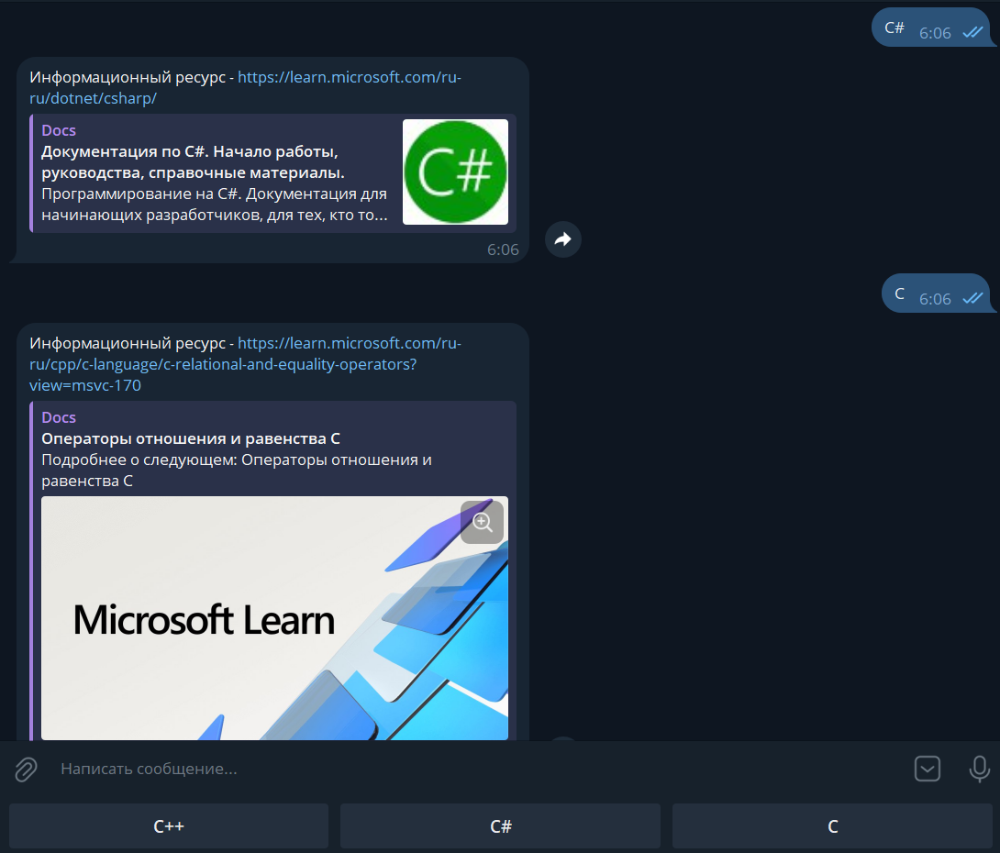 C# 6:06
Информационный ресурс - https://learn.microsoft.com/ru-
ru/dotnet/csharp/
Docs
Документация по C#. Начало работы,
руководства, справочные материалы.
Программирование на C#. Документация для
начинающих разработчиков, для тех, кто то...
C#
6:06
C 6:06
Информационный ресурс - https://learn.microsoft.com/ru-
ru/cpp/c-language/c-relational-and-equality-operators?
view=msvc-170
Docs
Операторы отношения и равенства C
Подробнее о следующем: Операторы отношения и
равенства C
Microsoft Learn
Написать сообщение...
C++ C# C